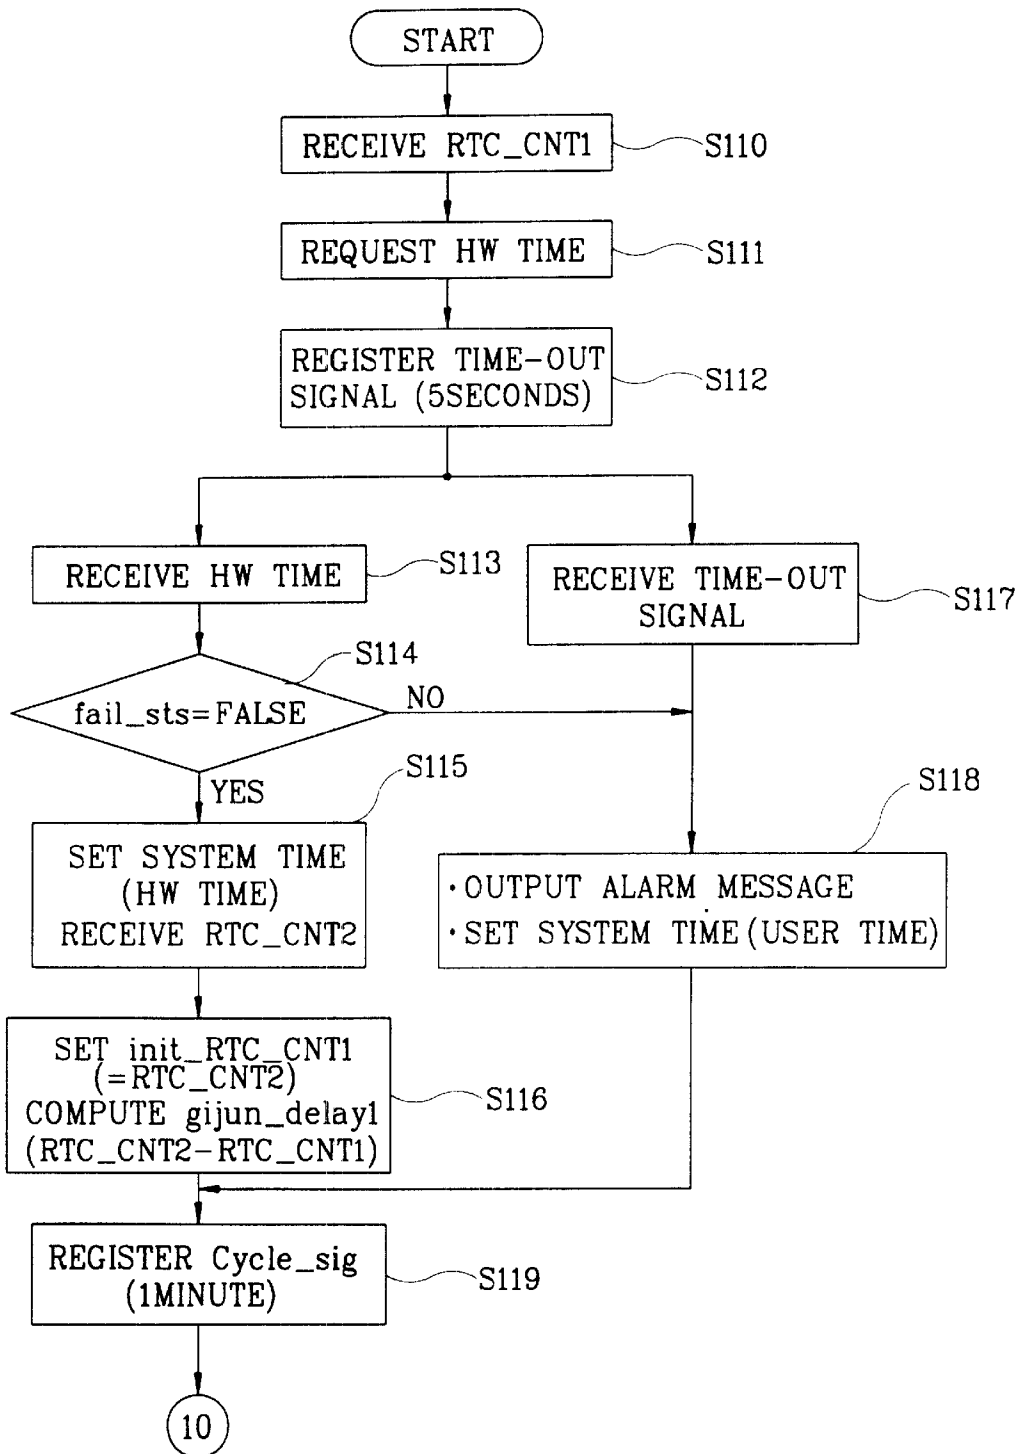 START
RECEIVE RTC_CNT1
S110
REQUEST HW TIME
S111
REGISTER TIME-OUT
SIGNAL (5SECONDS)
S112
RECEIVE HW TIME
S113
RECEIVE TIME-OUT
SIGNAL
S117
S114
fail_sts=FALSE
NO
YES
S115
SET SYSTEM TIME
(HW TIME)
RECEIVE RTC_CNT2
S118
·OUTPUT ALARM MESSAGE
·SET SYSTEM TIME(USER TIME)
SET init_RTC_CNT1
(=RTC_CNT2)
COMPUTE gijun_delay1
(RTC_CNT2-RTC_CNT1)
S116
REGISTER Cycle_sig
(1MINUTE)
S119
10